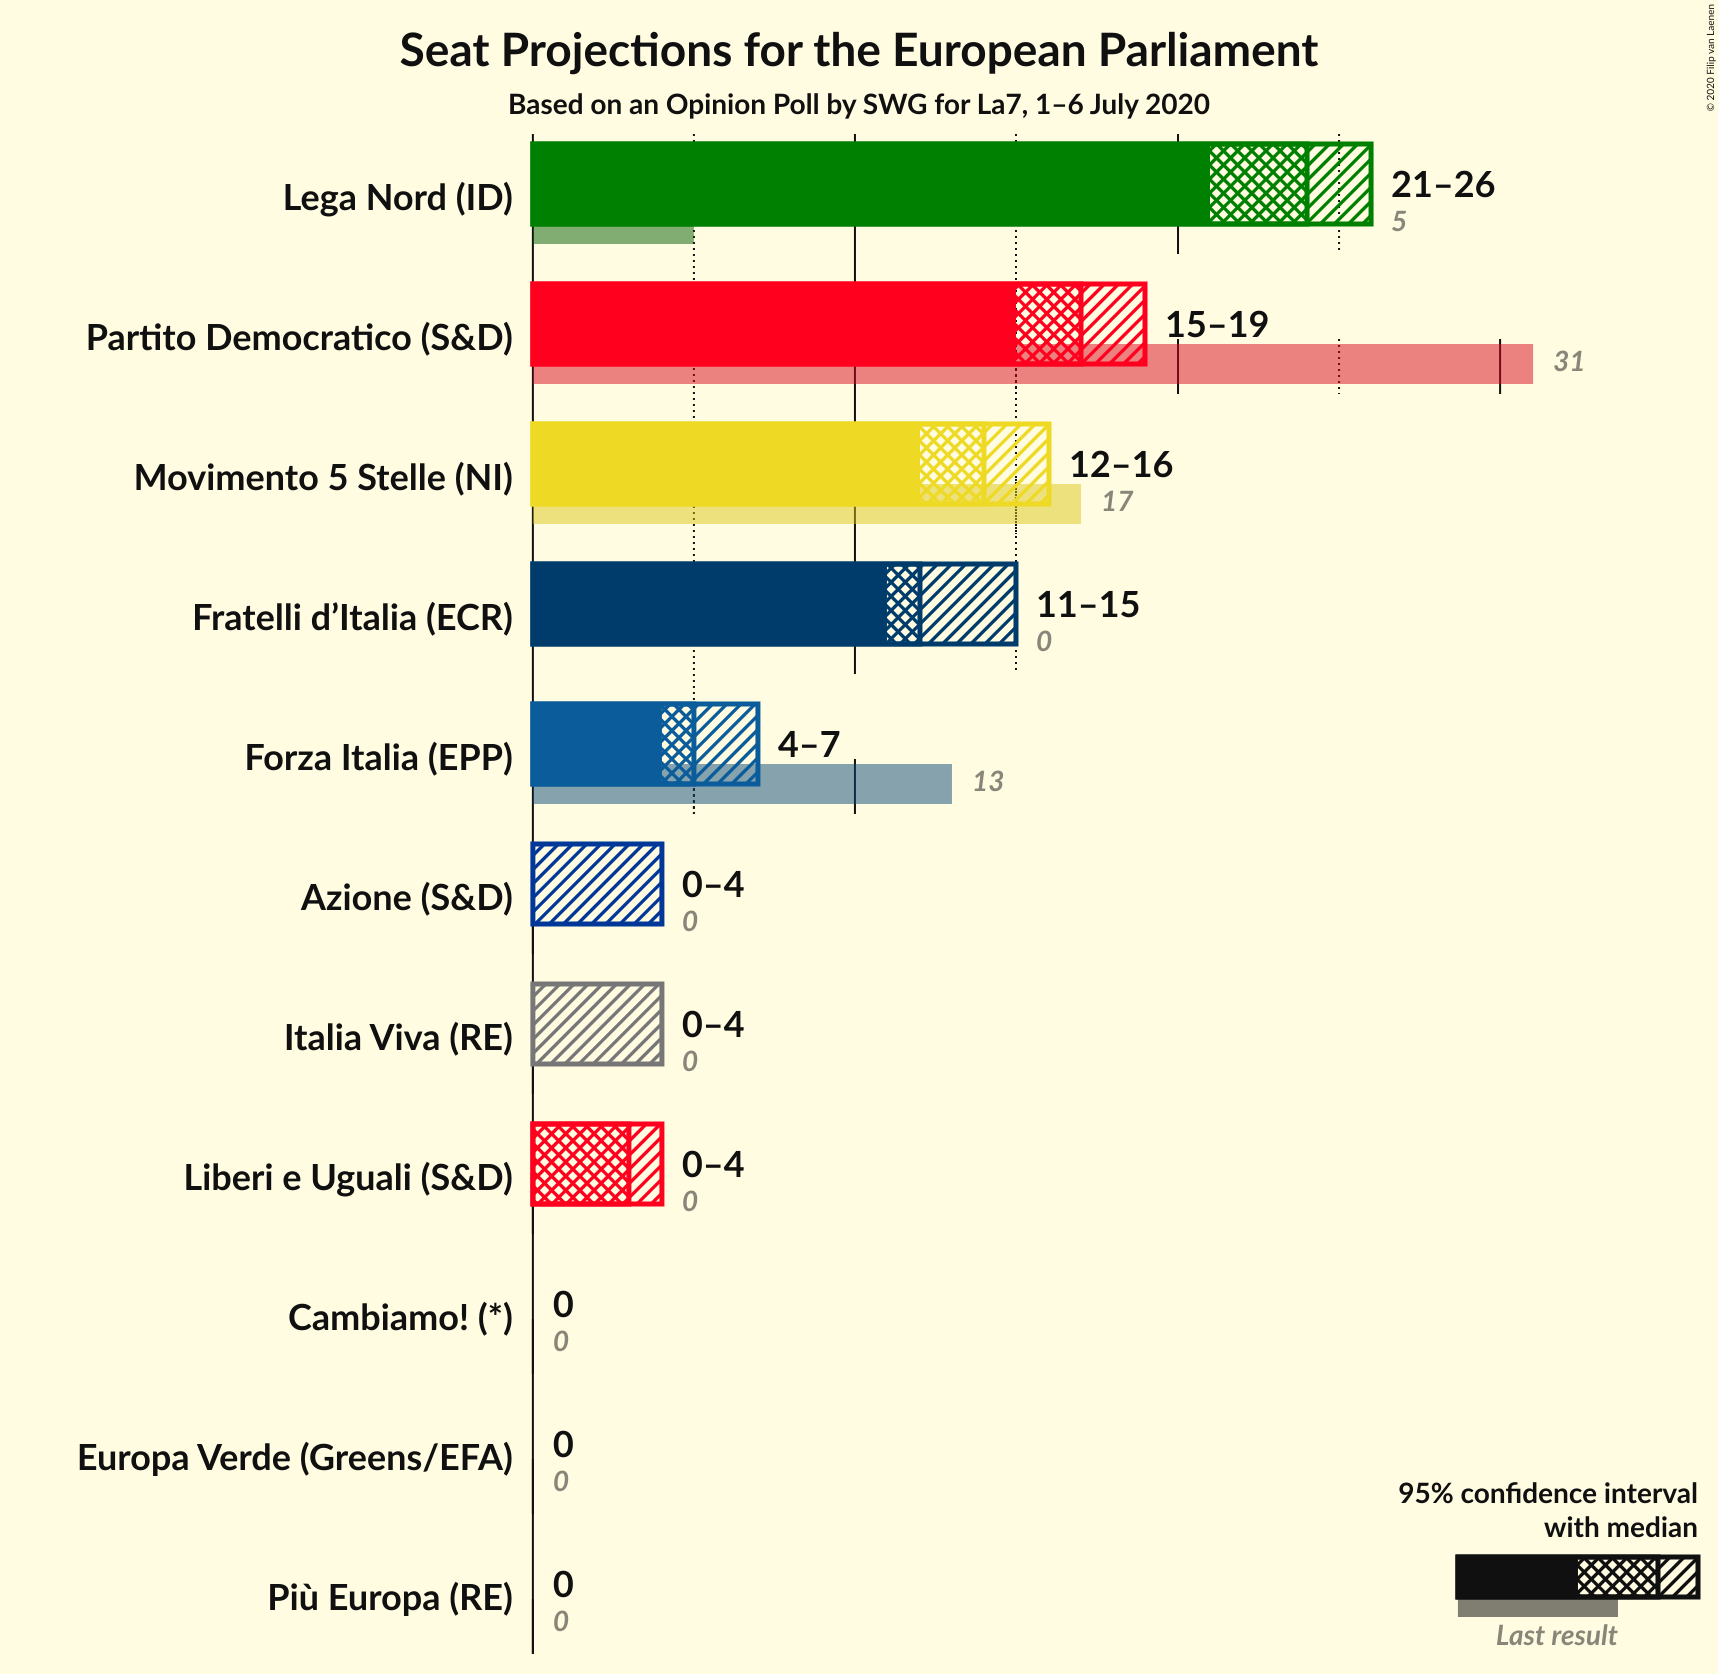 Seat Projections for the European Parliament
Based on an Opinion Poll by SWG for La7, 1–6 July 2020
© 2020 Filip van Laenen
Lega Nord (ID)
21–26
5
Partito Democratico (S&D)
15–19
31
Movimento 5 Stelle (NI)
12–16
17
Fratelli d’Italia (ECR)
11–15
0
Forza Italia (EPP)
4–7
13
Azione (S&D)
0–4
0
Italia Viva (RE)
0–4
0
Liberi e Uguali (S&D)
0–4
0
Cambiamo! (*)
0
0
Europa Verde (Greens/EFA)
0
0
Più Europa (RE)
0
0
95% confidence interval
with median
Last result